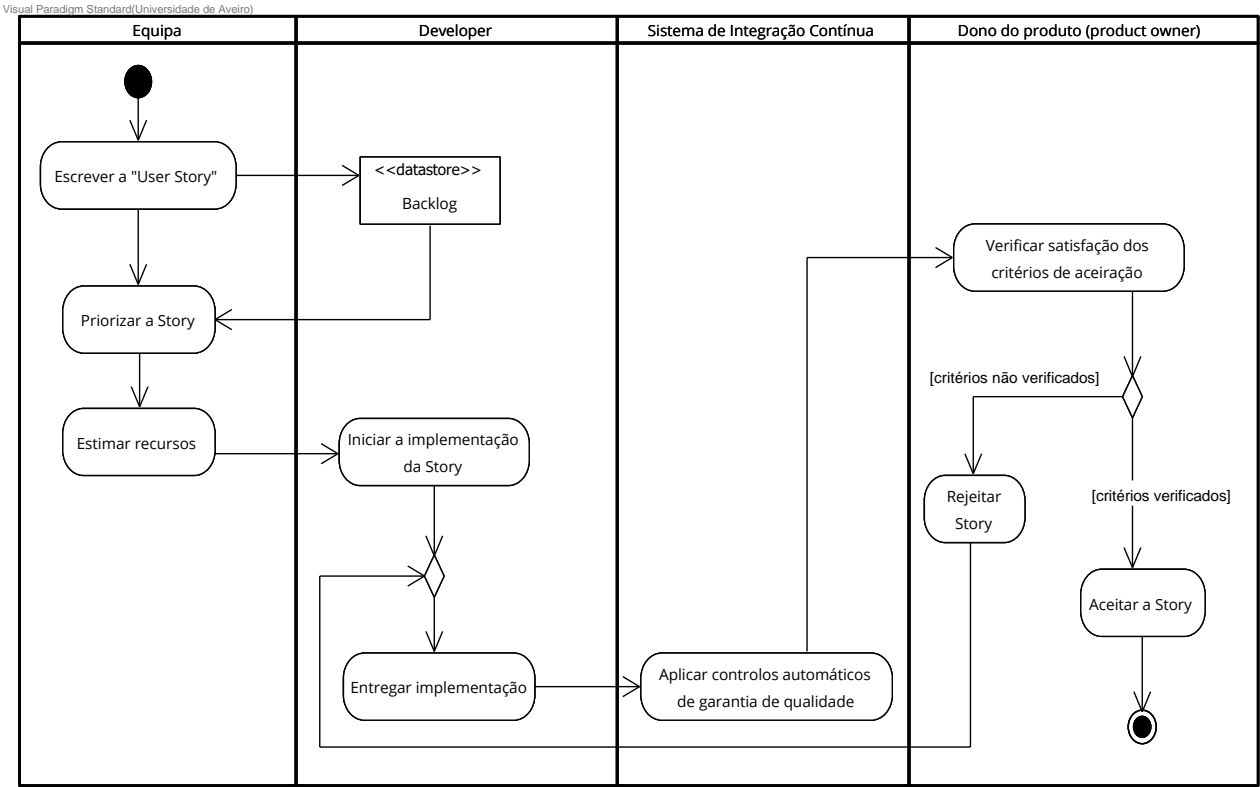 Visual Paradigm Standard(Universidade de Aveiro)
Equipa
Developer
Sistema de Integração Contínua
Dono do produto (product owner)
Escrever a "User Story"
<<datastore>>
Backlog
Verificar satisfação dos
critérios de aceiração
Priorizar a Story
[critérios não verificados]
Estimar recursos
Iniciar a implementação
da Story
Rejeitar
Story
[critérios verificados]
Aceitar a Story
Entregar implementação
Aplicar controlos automáticos
de garantia de qualidade